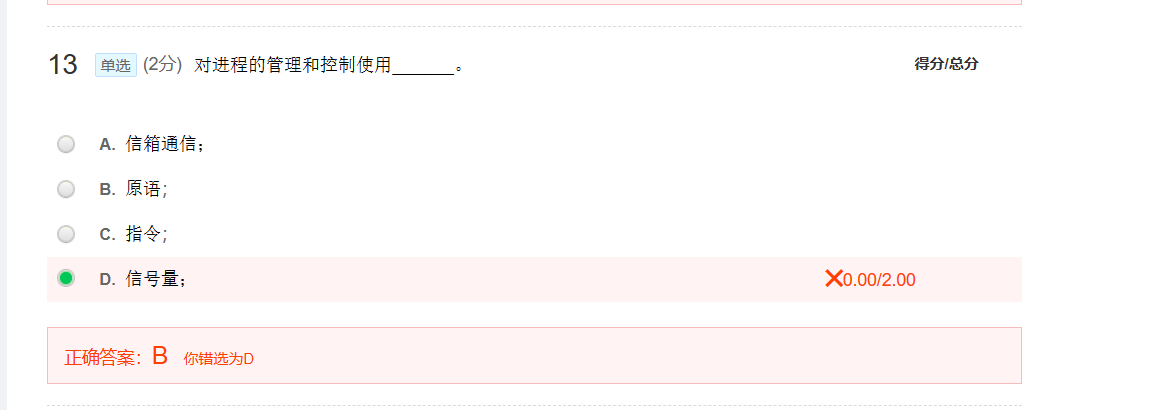 13 单选 (2分) 对进程的管理和控制使用_______。 得分/总分
A. 信箱通信；
B. 原语；
C. 指令；
D. 信号量； 0.00/2.00
正确答案：B 你错选为D